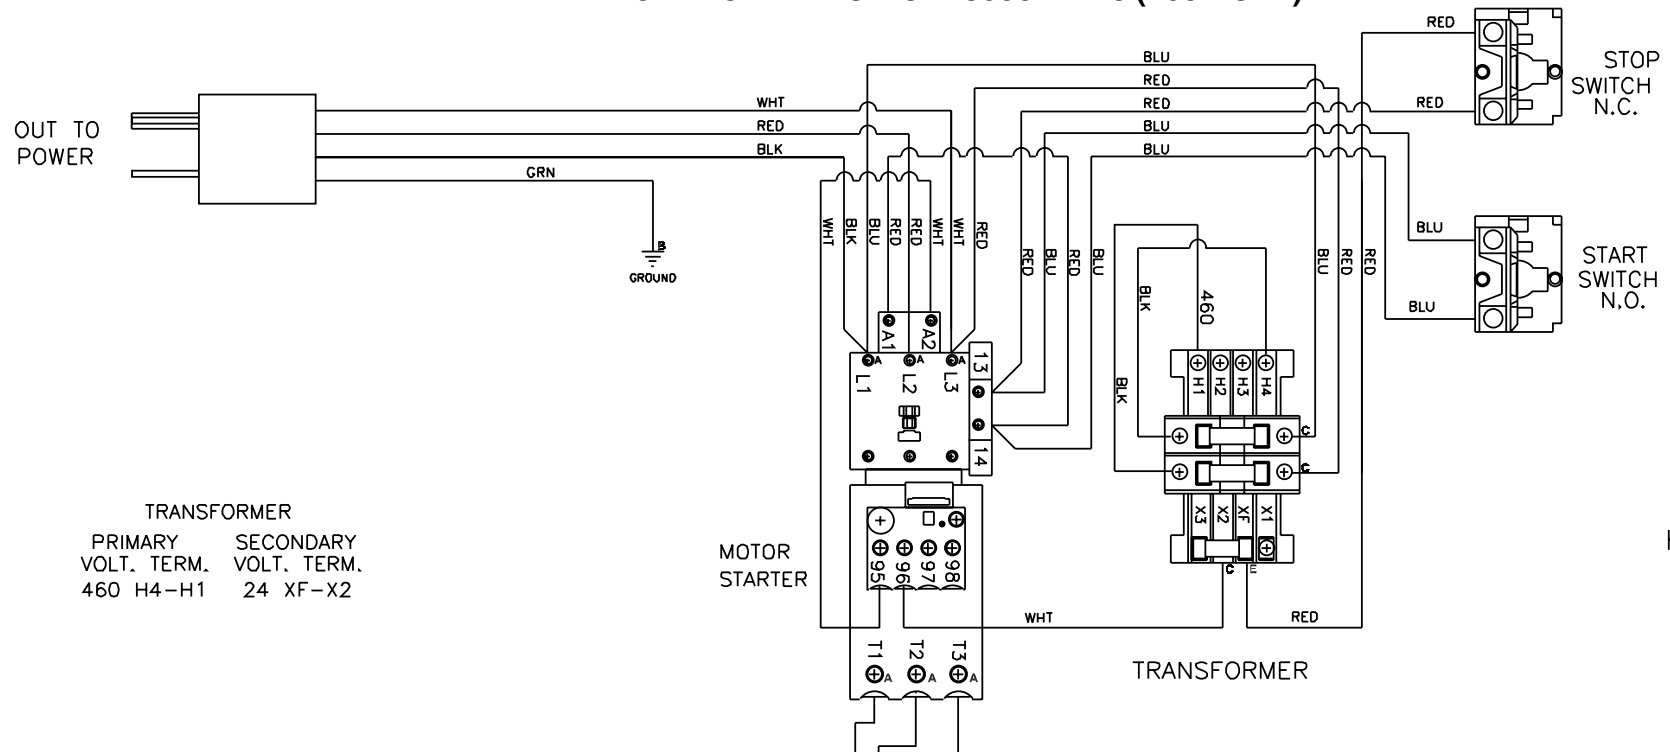 RED
STOP
SWITCH
N.C.
BLU
RED
RED
RED
BLU
BLU
OUT TO
POWER
WHT
RED
BLK
GRN
B
GROUND
WHT
BLK
BLU
RED
RED
WHT
WHT
RED
RED
BLU
RED
BLU
BLU
RED
RED
BLU
BLU
START
SWITCH
N.O.
BLK
460
BLK
A1
A2
A
A
A
L1
L2
L3
13
14
H1
H2
H3
H4
C
C
X3
X2
XF
X1
C
E
TRANSFORMER
PRIMARY SECONDARY
VOLT. TERM. VOLT. TERM.
460 H4-H1 24 XF-X2
MOTOR
STARTER
95
96
97
98
WHT
RED
T1
T2
T3
A
A
A
TRANSFORMER